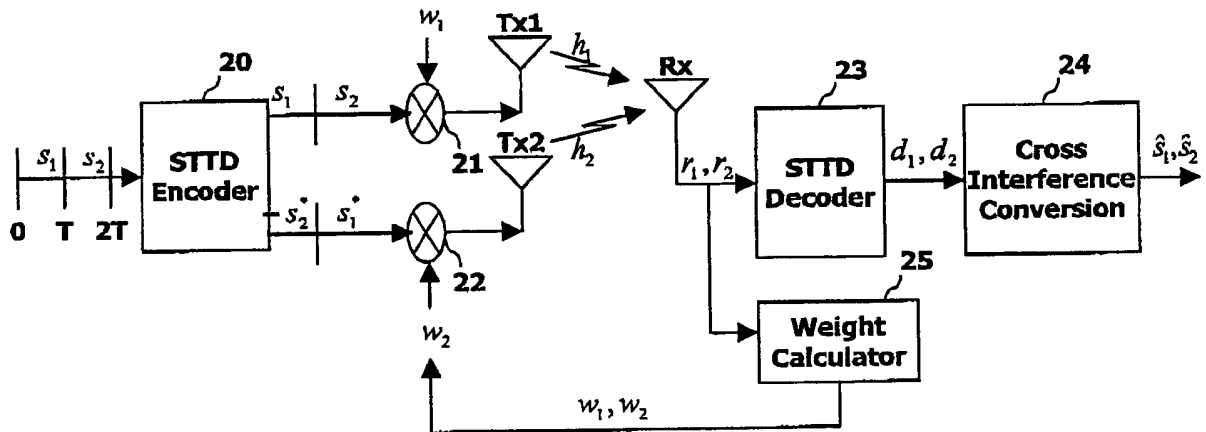 w₁
Tx1
h₁
20
Rx
23
24
s₁ s₂
s₁ s₂
STTD
Encoder
21
Tx2
h₂
r₁, r₂
STTD
Decoder
d₁, d₂
Cross
Interference
Conversion
ŝ₁, ŝ₂
0 T 2T
- s₂* s₁*
22
25
w₂
Weight
Calculator
w₁, w₂